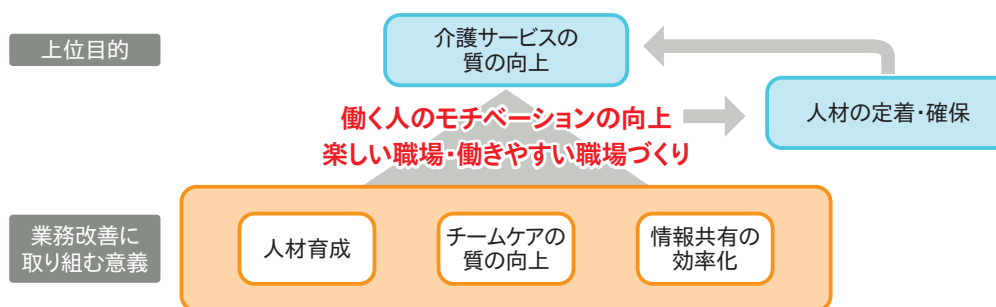 上位目的
介護サービスの
質の向上
働く人のモチベーションの向上
楽しい職場・働きやすい職場づくり
人材の定着・確保
業務改善に
取り組む意義
人材育成
チームケアの
質の向上
情報共有の
効率化